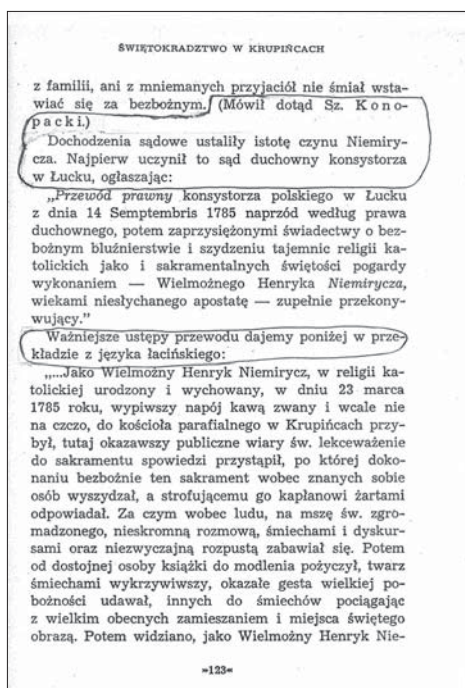 ŚWIĘTOKRADZTWO W KRUPIŃCACH
z familii, ani z mniemanych przyjaciół nie śmiał wsta-
wiać się za bezbożnym. (Mówił dotąd Sz. Kono-
packi.)
Dochodzenia sądowe ustaliły istotę czynu Niemiry-
cza. Najpierw uczynił to sąd duchowny konsystorza
w Łucku, ogłaszając:
„Przewód prawny konsystorza polskiego w Łucku
z dnia 14 Semptembris 1785 naprzód według prawa
duchownego, potem zaprzysiężonymi świadectwy o bez-
bożnym bluźnierstwie i szydzeniu tajemnic religii ka-
tolickich jako i sakramentalnych świętości pogardy
wykonaniem — Wielmożnego Henryka Niemirycza,
wiekami niesłychanego apostatę — zupełnie przekony-
wujący.”
Ważniejsze ustępy przewodu dajemy poniżej w prze-
kładzie z języka łacińskiego:
„...Jako Wielmożny Henryk Niemirycz, w religii ka-
tolickiej urodzony i wychowany, w dniu 23 marca
1785 roku, wypiwszy napój kawą zwany i wcale nie
na czczo, do kościoła parafialnego w Krupińcach przy-
był, tutaj okazawszy publiczne wiary św. lekceważenie
do sakramentu spowiedzi przystąpił, po której doko-
naniu bezbożnie ten sakrament wobec znanych sobie
osób wyszydzał, a strofującemu go kapłanowi żartami
odpowiadał. Za czym wobec ludu, na mszę św. zgro-
madzonego, nieskromną rozmową, śmiechami i dyskur-
sami oraz niezwyczajną rozpustą zabawiał się. Potem
od dostojnej osoby książki do modlenia pożyczył, twarz
śmiechami wykrzywiwszy, okazałe gesta wielkiej po-
bożności udawał, innych do śmiechów pociągając
z wielkim obecnych zamieszaniem i miejsca świętego
obrazą. Potem widziano, jako Wielmożny Henryk Nie-
»123«